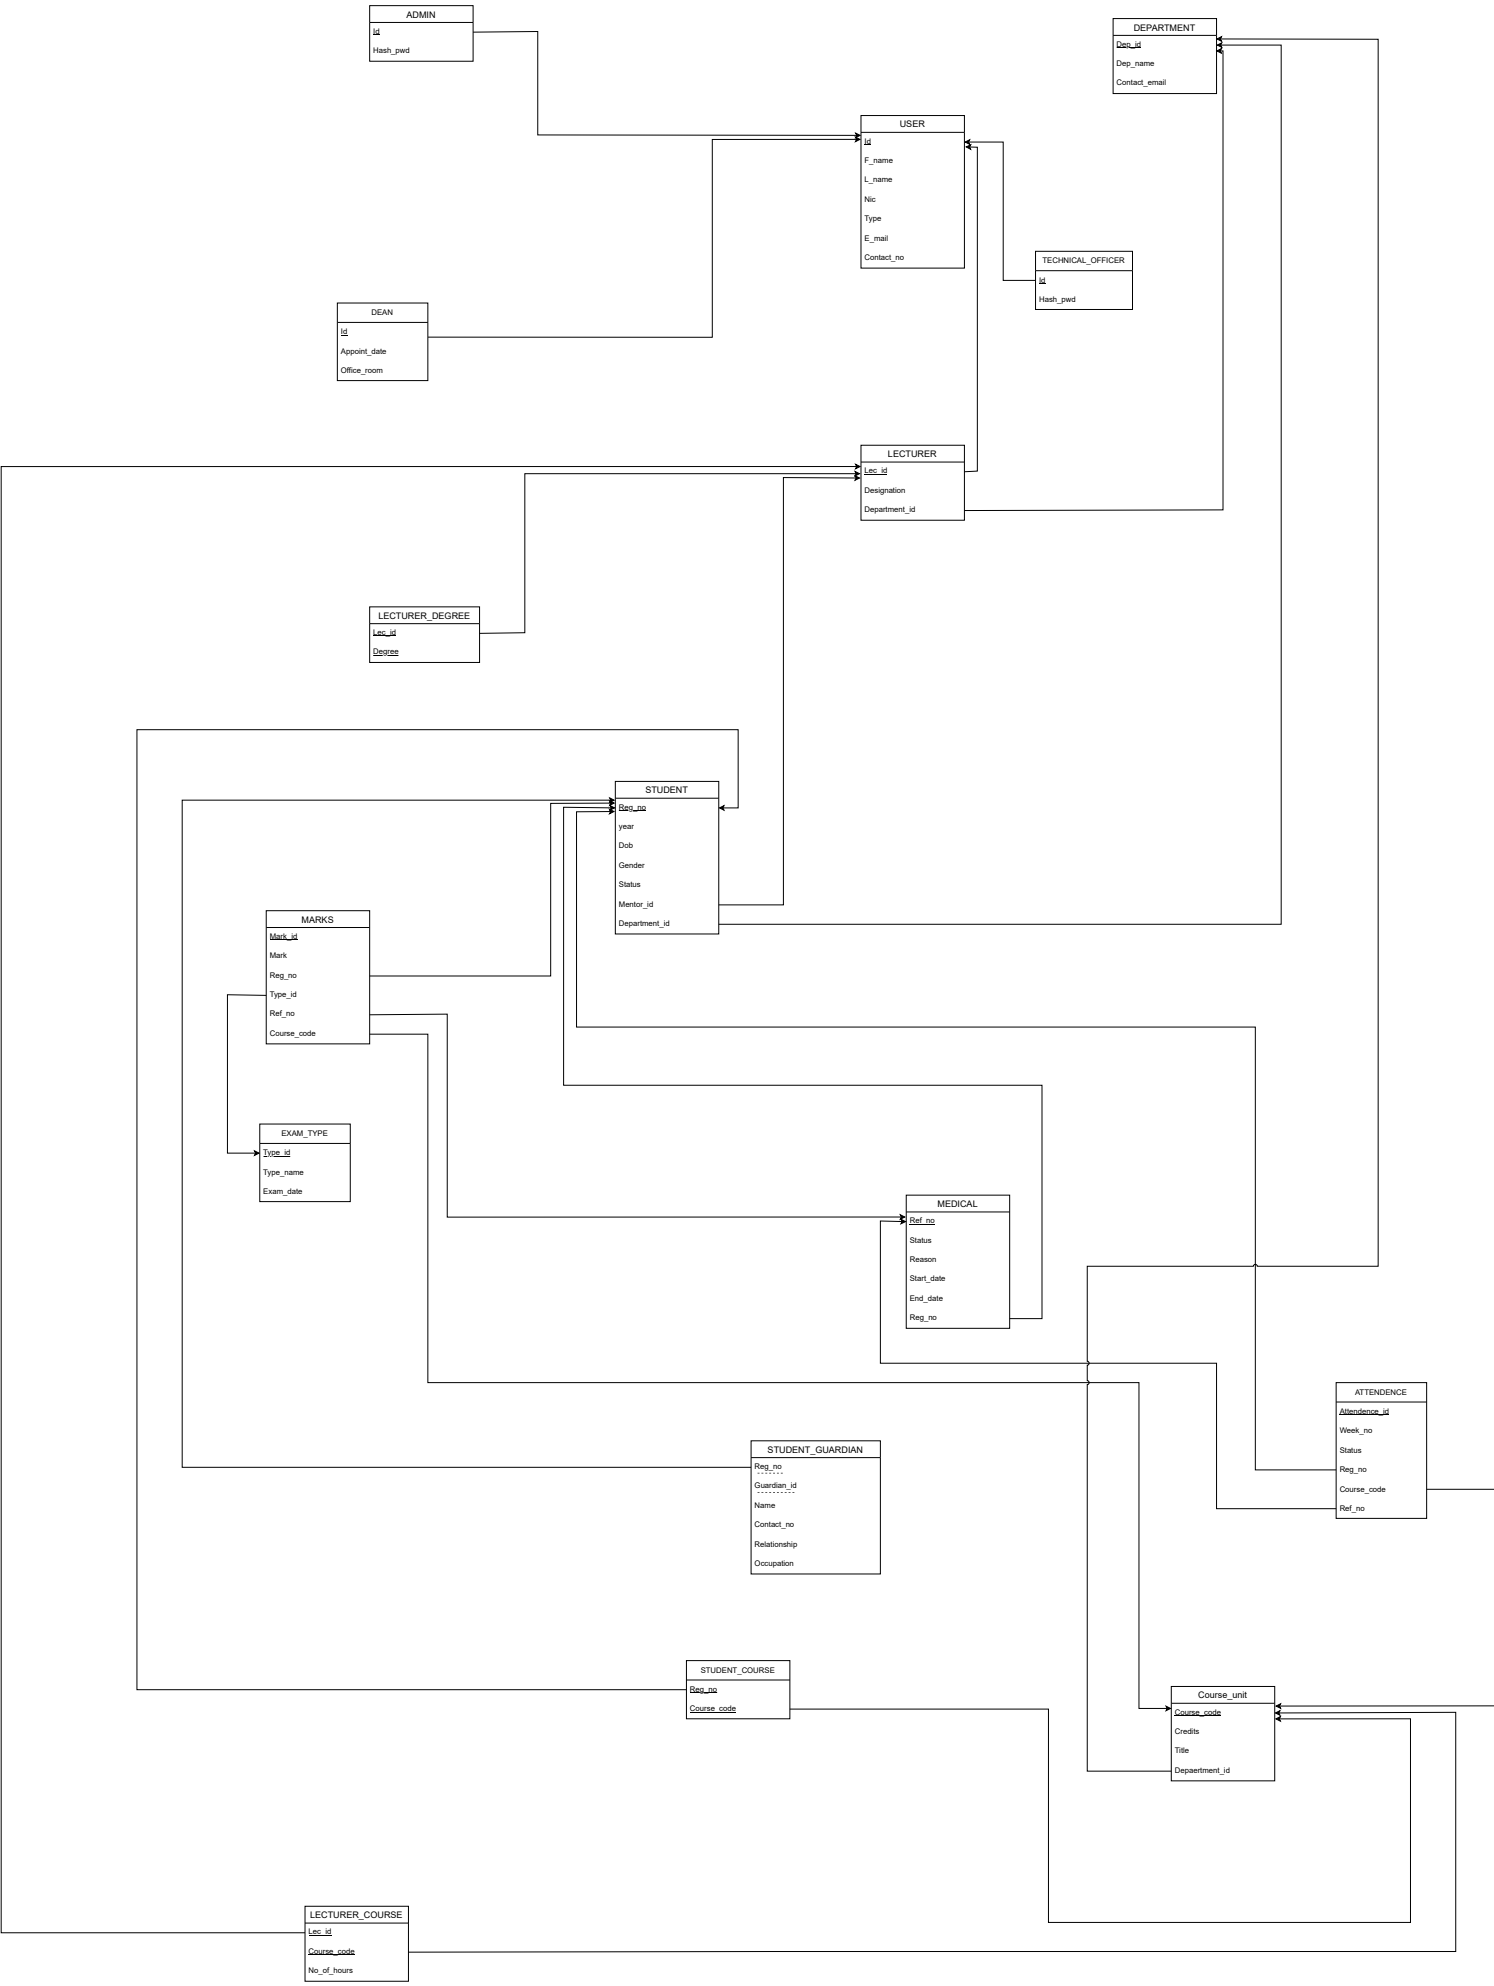 ADMIN
Id
Hash_pwd
DEPARTMENT
Dep_id
Dep_name
Contact_email
USER
Id
F_name
L_name
Nic
Type
E_mail
Contact_no
TECHNICAL_OFFICER
Id
Hash_pwd
DEAN
Id
Appoint_date
Office_room
LECTURER
Lec_id
Designation
Department_id
LECTURER_DEGREE
Lec_id
Degree
STUDENT
Reg_no
year
Dob
Gender
Status
Mentor_id
Department_id
MARKS
Mark_id
Mark
Reg_no
Type_id
Ref_no
Course_code
EXAM_TYPE
Type_id
Type_name
Exam_date
MEDICAL
Ref_no
Status
Reason
Start_date
End_date
Reg_no
ATTENDENCE
Attendence_id
Week_no
Status
Reg_no
Course_code
Ref_no
STUDENT_GUARDIAN
Reg_no
Guardian_id
Name
Contact_no
Relationship
Occupation
STUDENT_COURSE
Reg_no
Course_code
Course_unit
Course_code
Credits
Title
Depaertment_id
LECTURER_COURSE
Lec_id
Course_code
No_of_hours